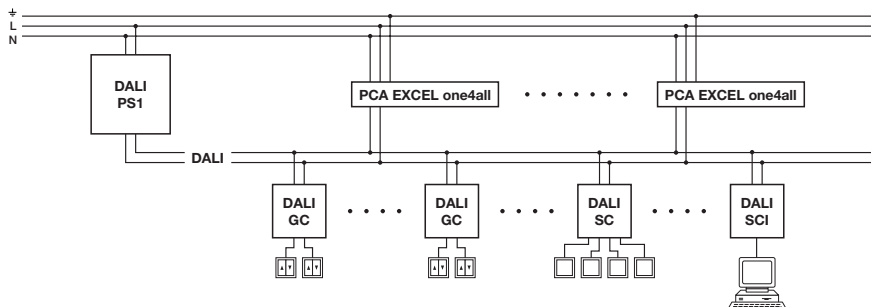 L
N
DALI
PS1
PCA EXCEL one4all
PCA EXCEL one4all
DALI
DALI
GC
DALI
GC
DALI
SC
DALI
SCI